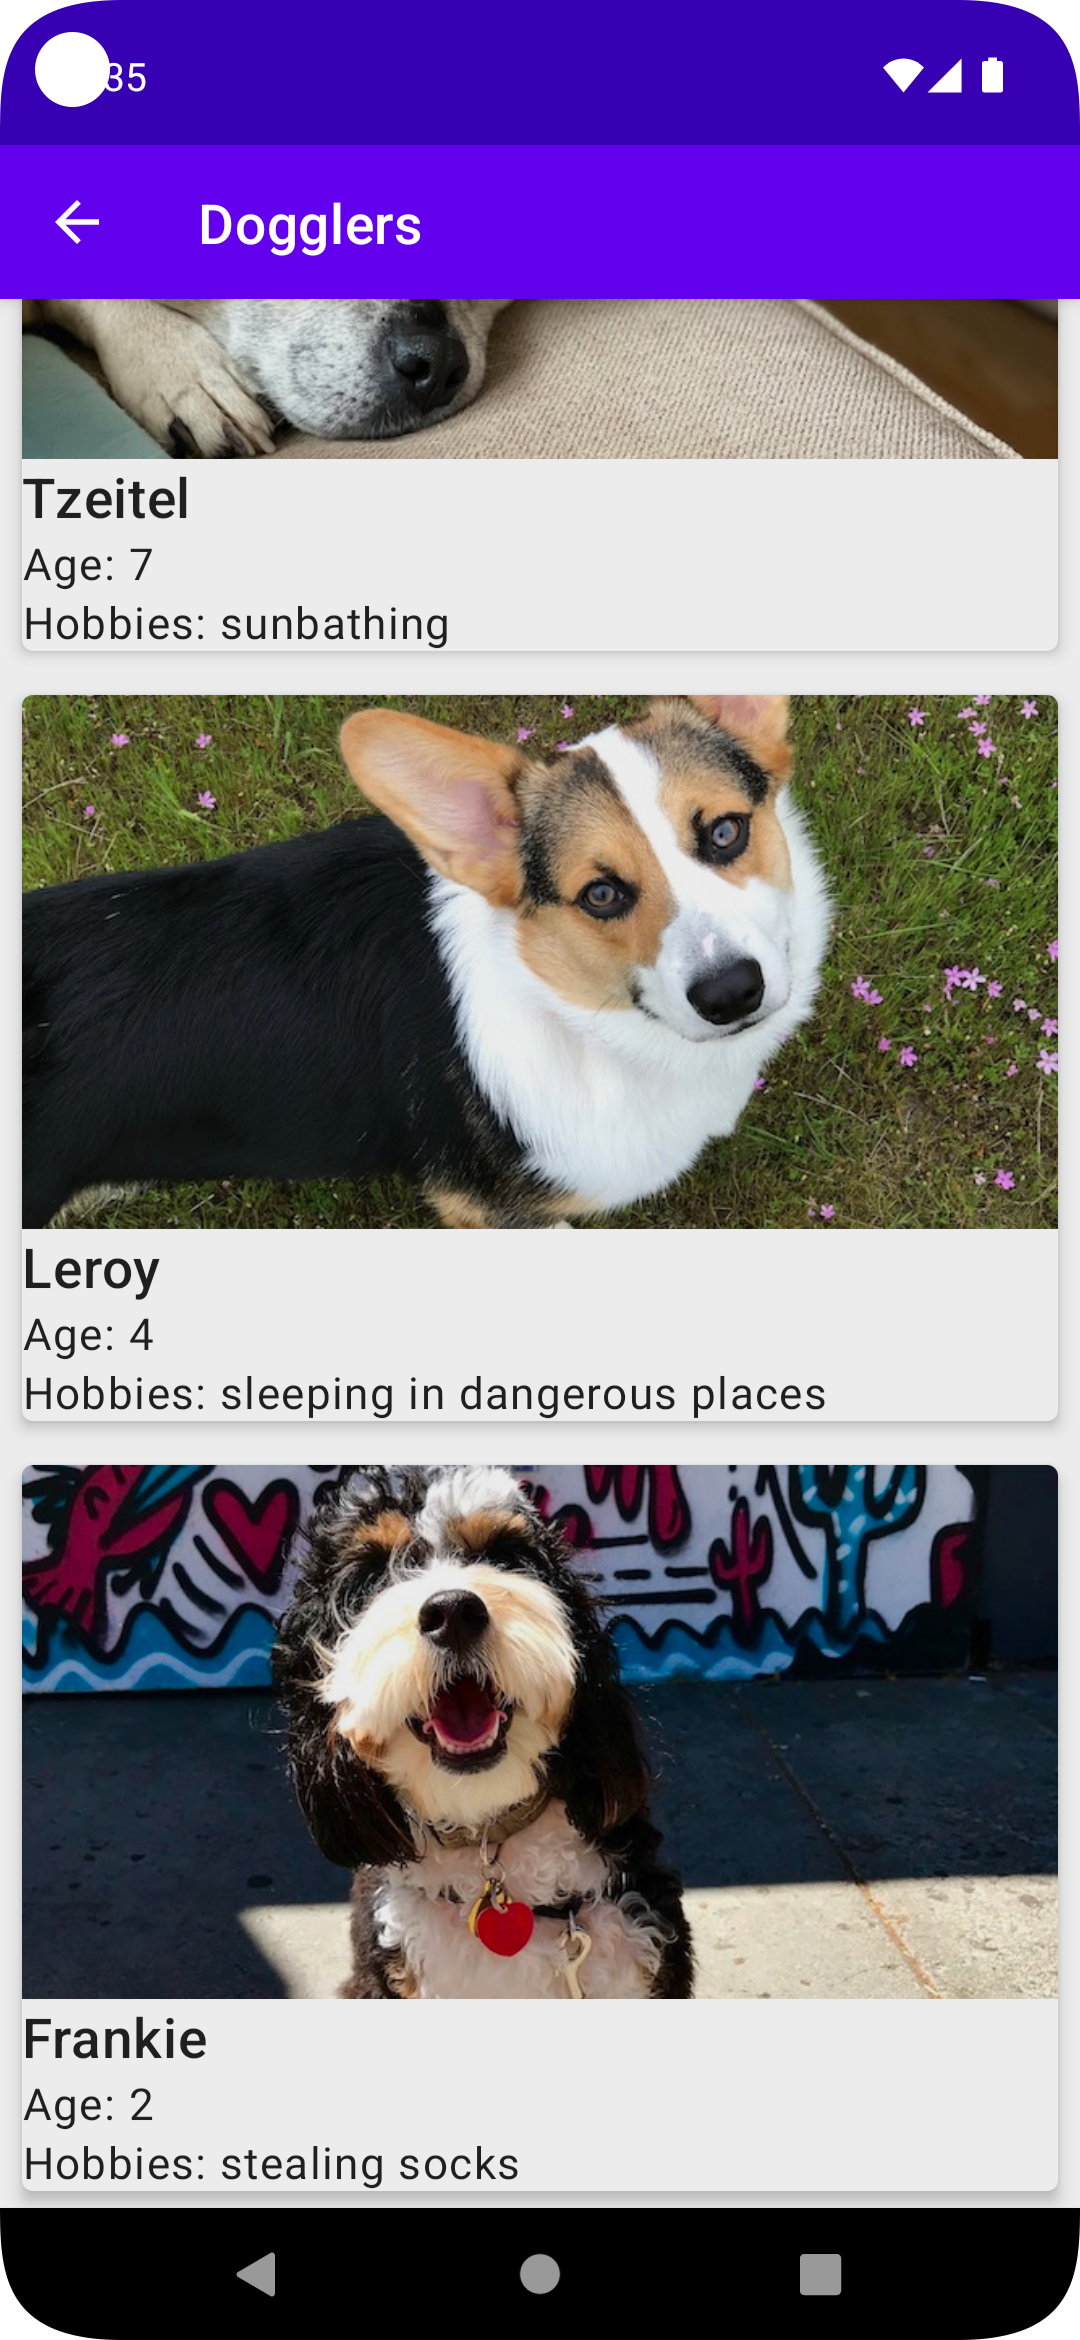 35
Dogglers
Tzeitel
Age: 7
Hobbies: sunbathing
Leroy
Age: 4
Hobbies: sleeping in dangerous places
Frankie
Age: 2
Hobbies: stealing socks